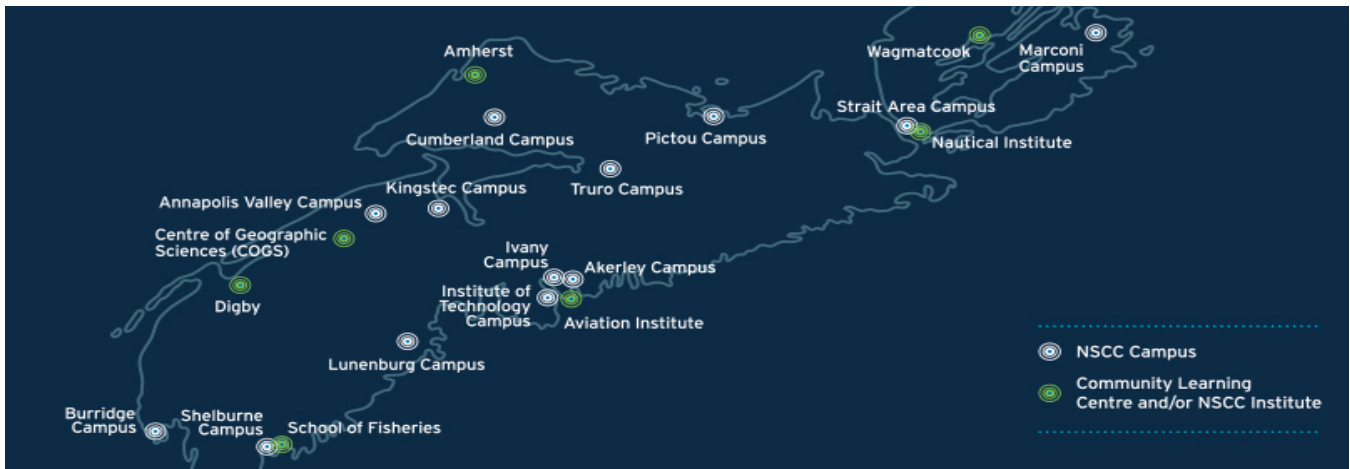 Amherst
Wagmatcook
Marconi
Campus
Strait Area Campus
Cumberland Campus
Pictou Campus
Nautical Institute
Kingstec Campus
Truro Campus
Annapolis Valley Campus
Centre of Geographic
Sciences (COGS)
Ivany
Campus
Akerley Campus
Digby
Institute of
Technology
Campus
Aviation Institute
Lunenburg Campus
NSCC Campus
Community Learning
Centre and/or NSCC Institute
Burridge
Campus
Shelburne
Campus
School of Fisheries